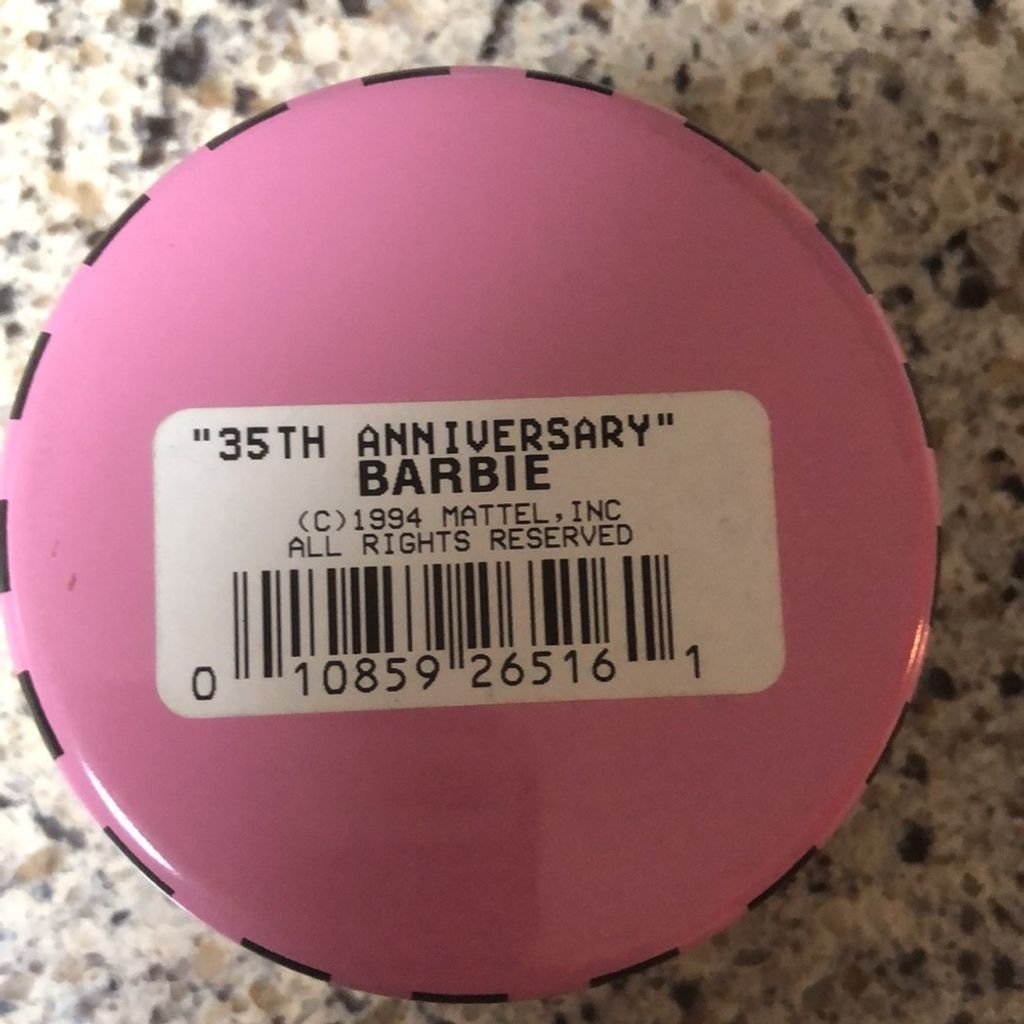 "35TH ANNIVERSARY"
BARBIE
(C)1994 MATTEL,INC
ALL RIGHTS RESERVED
0 10859 26516 1